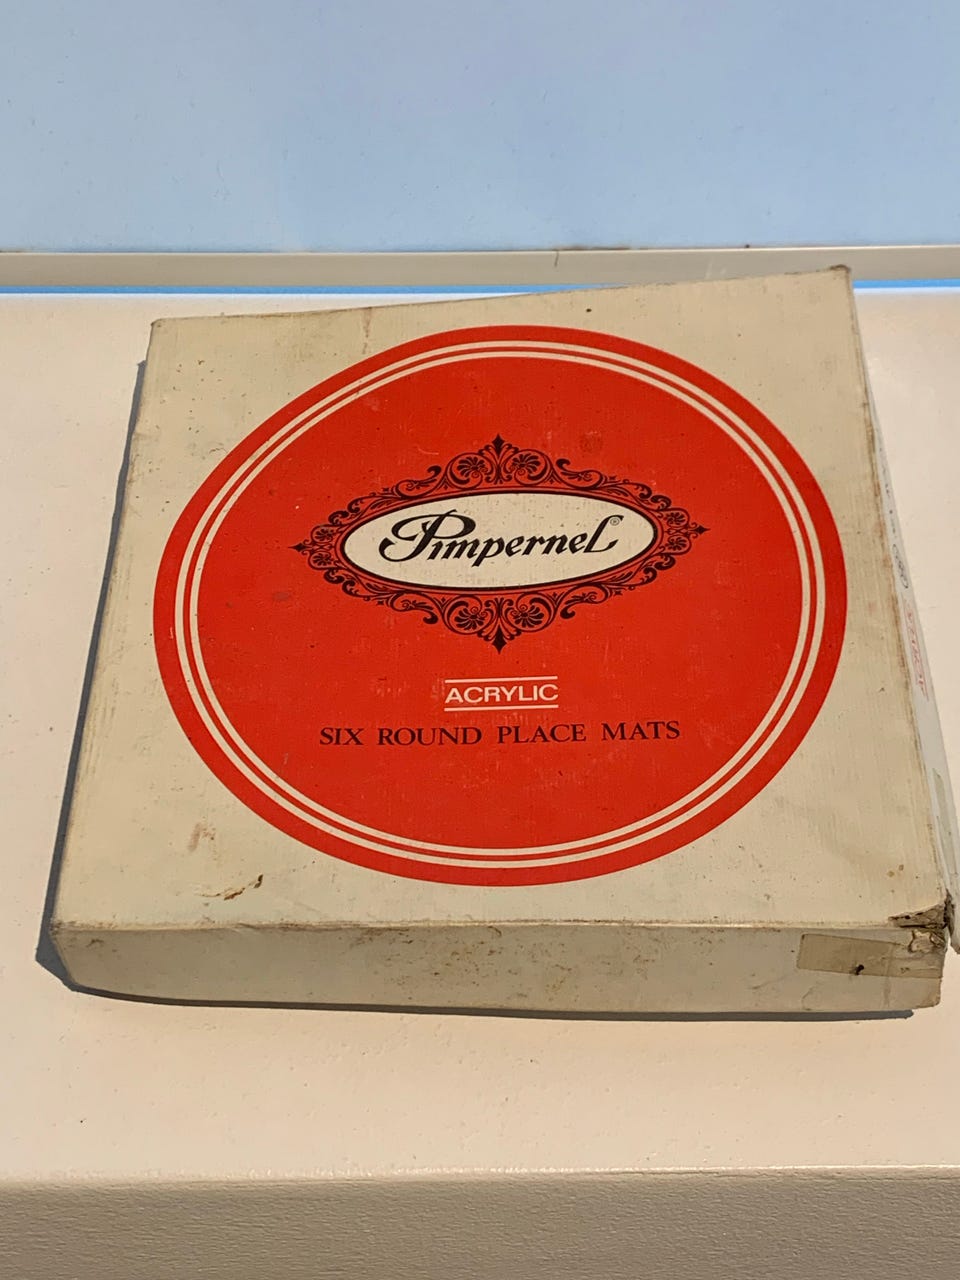 Pimpernel®
ACRYLIC
SIX ROUND PLACE MATS